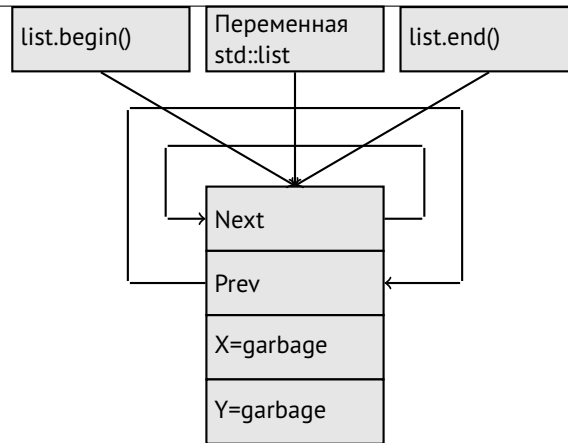 list.begin()
Переменная
std::list
list.end()
Next
Prev
X=garbage
Y=garbage